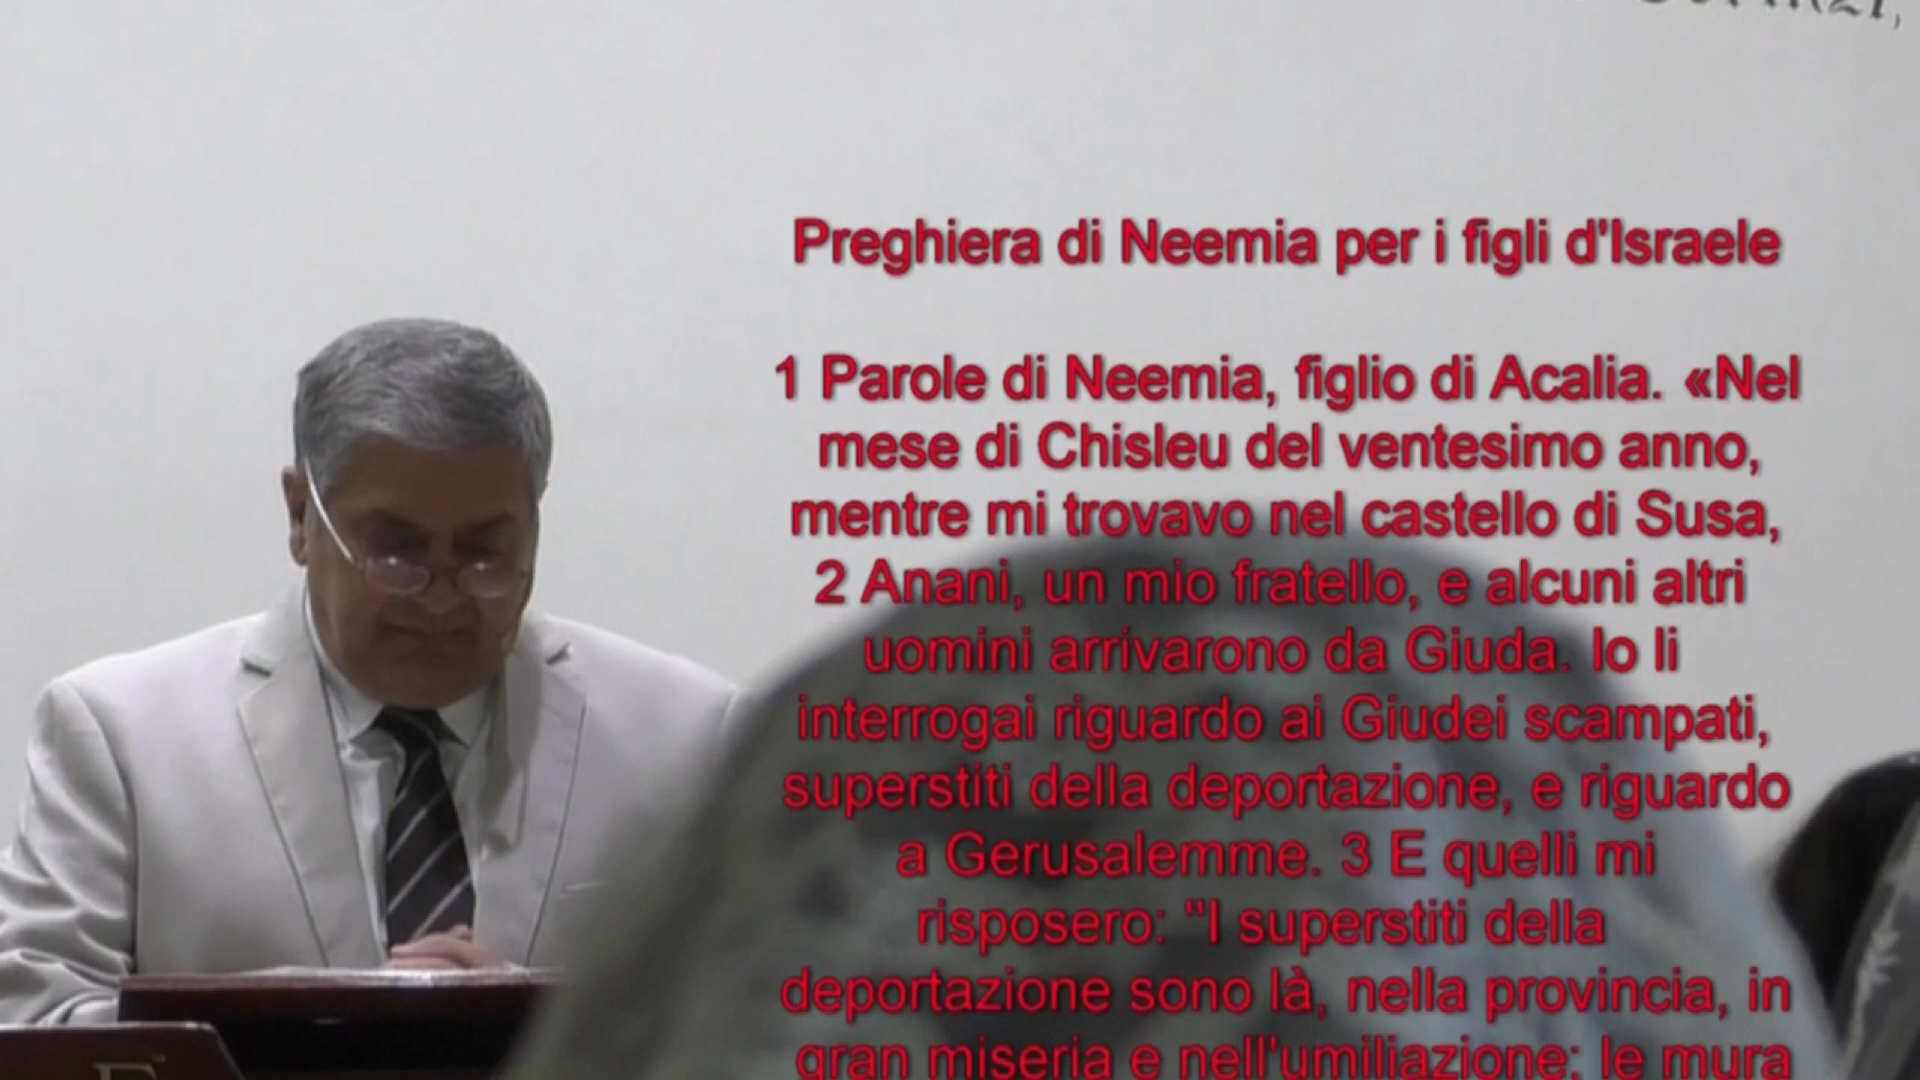 Preghiera di Neemia per i figli d'Israele
1 Parole di Neemia, figlio di Acalia. «Nel
mese di Chisleu del ventesimo anno,
mentre mi trovavo nel castello di Susa,
2 Anani, un mio fratello, e alcuni altri
uomini arrivarono da Giuda. Io li
interrogai riguardo ai Giudei scampati,
superstiti della deportazione, e riguardo
a Gerusalemme. 3 E quelli mi
risposero: "I superstiti della
deportazione sono là, nella provincia, in
gran miseria e nell'umiliazione; le mura
E